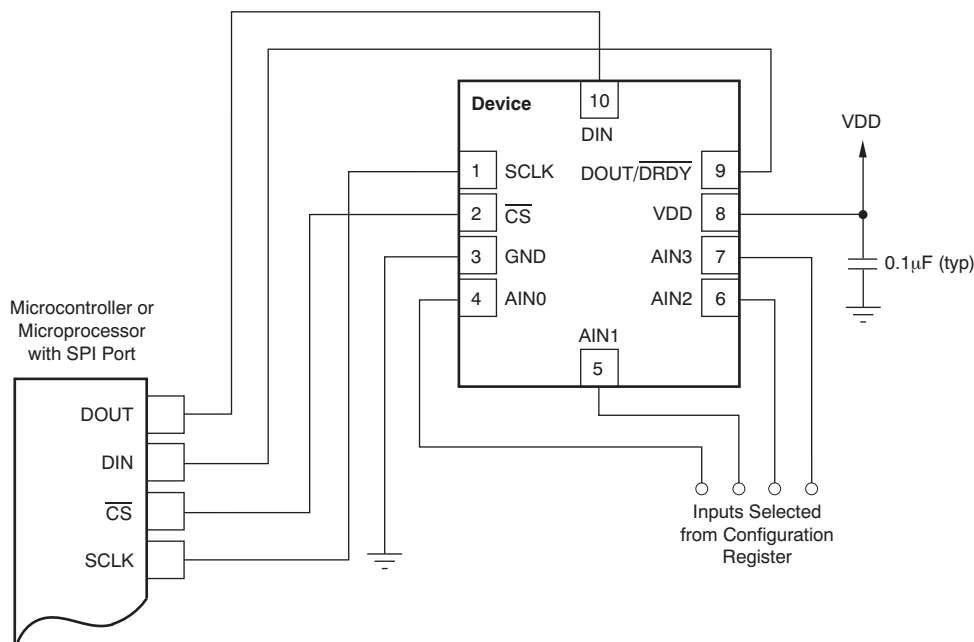 Device
10
DIN
VDD
1
SCLK
DOUT/DRDY
9
2
CS
VDD
8
3
GND
AIN3
7
0.1μF (typ)
4
AIN0
AIN2
6
AIN1
5
Microcontroller or
Microprocessor
with SPI Port
DOUT
DIN
CS
SCLK
Inputs Selected
from Configuration
Register